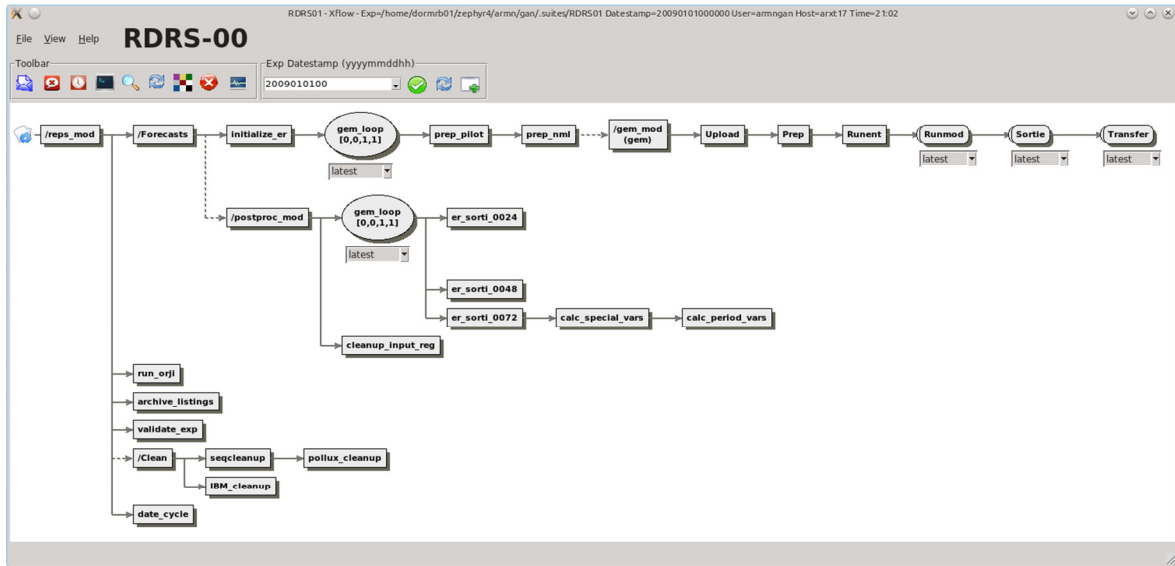 RDRS01 - Xflow - Exp=/home/dormrb01/zephyr4/armn/gan/.suites/RDRS01 Datestamp=20090101000000 User=armngan Host=arxt17 Time=21:02
File View Help RDRS-00
Toolbar Exp Datestamp (yyyymmddhh)
2009010100
/reps_mod /Forecasts initialize_er gem_loop [0,0,1,1] prep_pilot prep_nml /gem_mod (gem) Upload Prep Runent Runmod Sortie Transfer
latest latest latest latest
/postproc_mod gem_loop [0,0,1,1] er_sorti_0024
latest
er_sorti_0048
er_sorti_0072 calc_special_vars calc_period_vars
cleanup_input_reg
run_orji
archive_listings
validate_exp
/Clean seqcleanup pollux_cleanup
IBM_cleanup
date_cycle